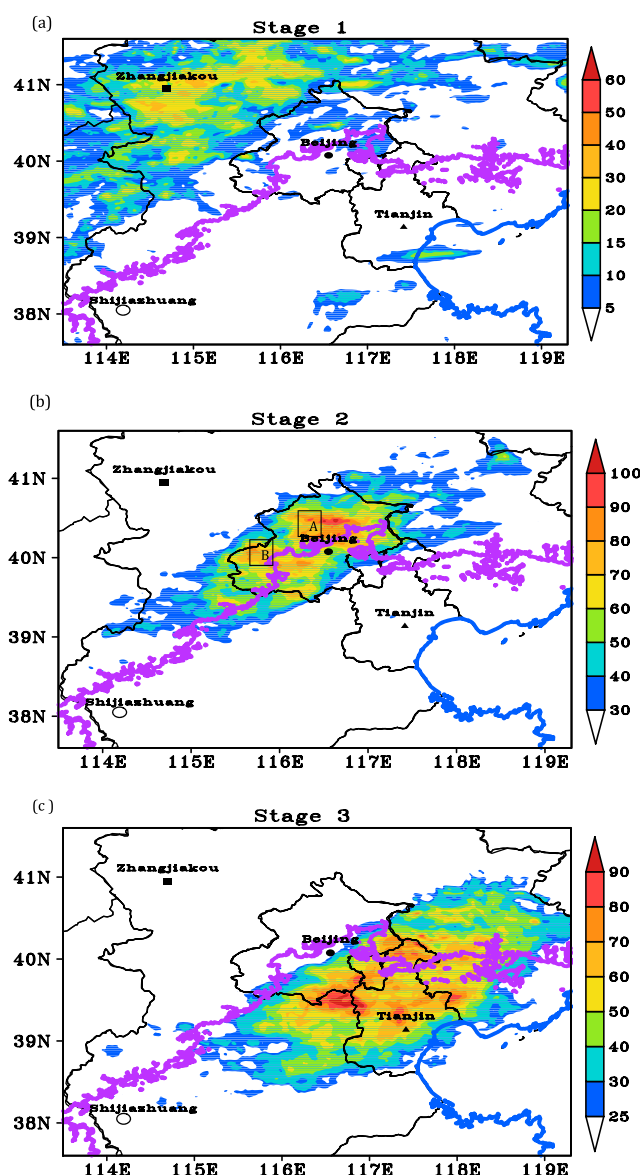 (a)
Stage 1
41N
40N
39N
38N
Zhangjiakou
Beijing
Tianjin
Shijiazhuang
114E 115E 116E 117E 118E 119E
60
50
40
30
20
15
10
5
(b)
Stage 2
41N
40N
39N
38N
Zhangjiakou
A
Beijing
B
Tianjin
Shijiazhuang
114E 115E 116E 117E 118E 119E
100
90
80
70
60
50
40
30
(c )
Stage 3
41N
40N
39N
38N
Zhangjiakou
Beijing
Tianjin
Shijiazhuang
114E 115E 116E 117E 118E 119E
90
80
70
60
50
40
30
25